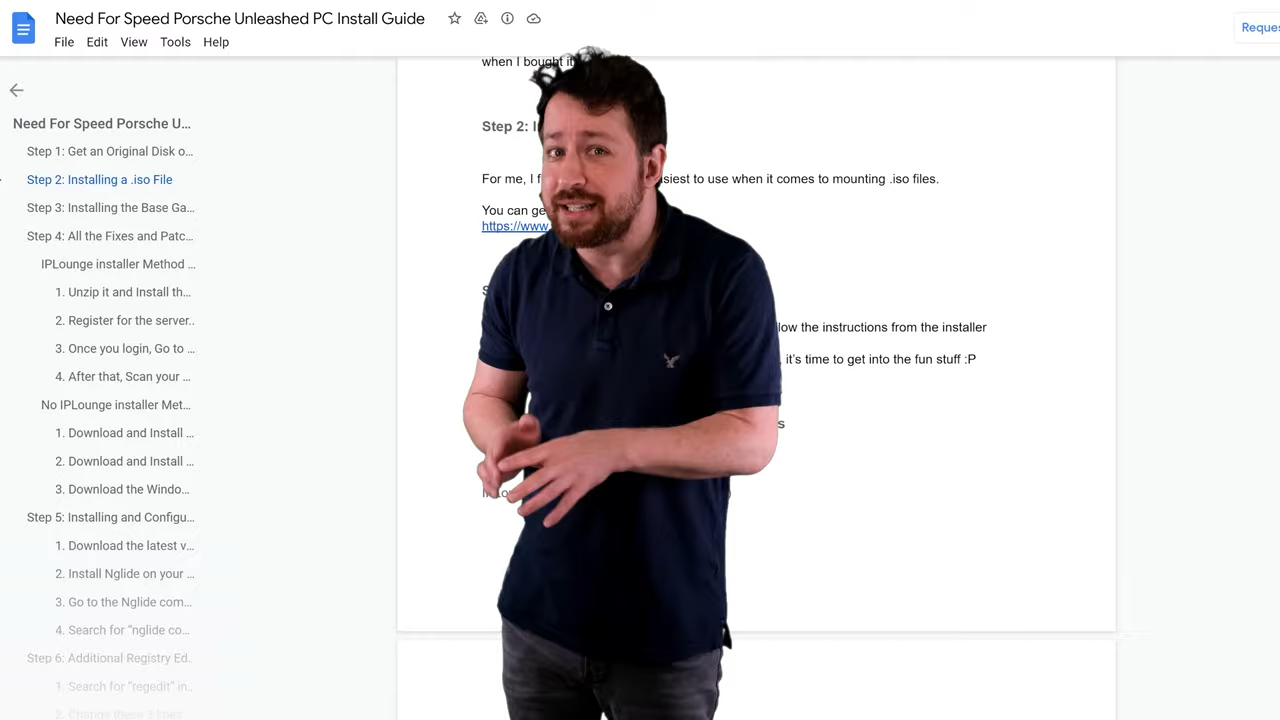 Need For Speed Porsche Unleashed PC Install Guide
File Edit View Tools Help
Reques
Need For Speed Porsche U...
Step 1: Get an Original Disk o...
Step 2: Installing a .iso File
Step 3: Installing the Base Ga...
Step 4: All the Fixes and Patc...
IPLounge installer Method ...
1. Unzip it and Install th...
2. Register for the server..
3. Once you login, Go to ...
4. After that, Scan your ...
No IPLounge installer Met...
1. Download and Install ...
2. Download and Install ...
3. Download the Windo...
Step 5: Installing and Configu...
1. Download the latest v...
2. Install Nglide on your ...
3. Go to the Nglide com...
4. Search for “nglide co...
Step 6: Additional Registry Ed..
1. Search for “regedit” in..
2. Change these 3 lines
when I bought it
Step 2:
For me, I siest to use when it comes to mounting .iso files.
You can ge
https://www.
low the instructions from the installer
it’s time to get into the fun stuff :P